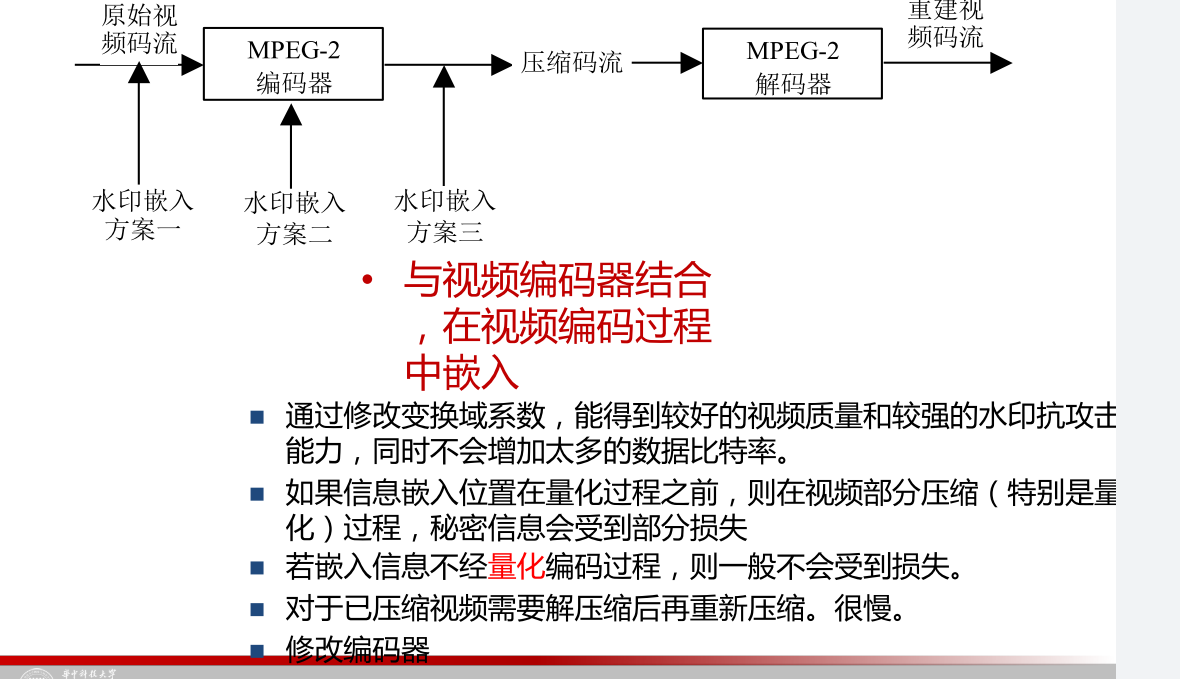 原始视
频码流
MPEG-2
编码器
压缩码流
MPEG-2
解码器
重建视
频码流
水印嵌入
方案一
水印嵌入
方案二
水印嵌入
方案三
• 与视频编码器结合
，在视频编码过程
中嵌入
通过修改变换域系数，能得到较好的视频质量和较强的水印抗攻击
能力，同时不会增加太多的数据比特率。
如果信息嵌入位置在量化过程之前，则在视频部分压缩（特别是量
化）过程，秘密信息会受到部分损失
若嵌入信息不经量化编码过程，则一般不会受到损失。
对于已压缩视频需要解压缩后再重新压缩。很慢。
修改编码器
华中科技大学